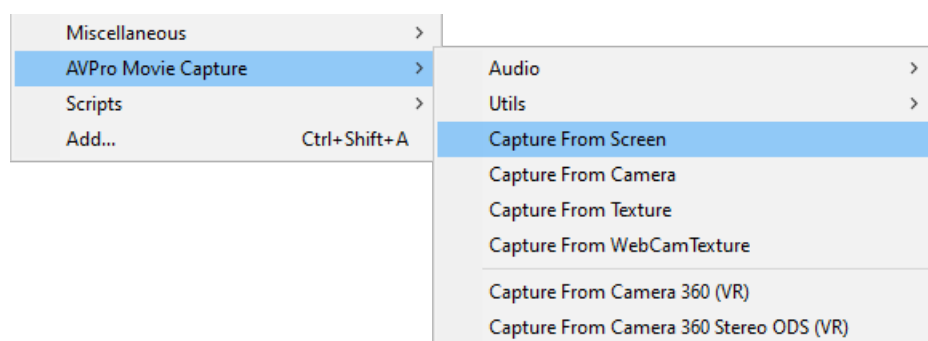 Miscellaneous >
AVPro Movie Capture >
Scripts >
Add... Ctrl+Shift+A
Audio >
Utils >
Capture From Screen
Capture From Camera
Capture From Texture
Capture From WebCamTexture
Capture From Camera 360 (VR)
Capture From Camera 360 Stereo ODS (VR)